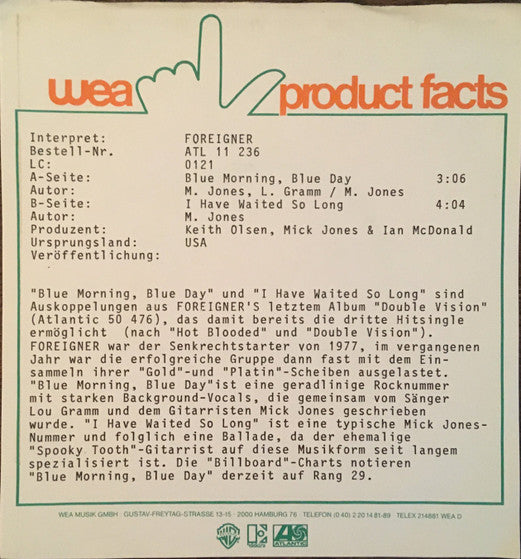 wea product facts
Interpret: FOREIGNER
Bestell-Nr. ATL 11 236
LC: 0121
A-Seite: Blue Morning, Blue Day 3:06
Autor: M. Jones, L. Gramm / M. Jones
B-Seite: I Have Waited So Long 4:04
Autor: M. Jones
Produzent: Keith Olsen, Mick Jones & Ian McDonald
Ursprungsland: USA
Veröffentlichung:
"Blue Morning, Blue Day" und "I Have Waited So Long" sind
Auskoppelungen aus FOREIGNER'S letztem Album "Double Vision"
(Atlantic 50 476), das damit bereits die dritte Hitsingle
ermöglicht (nach "Hot Blooded" und "Double Vision").
FOREIGNER war der Senkrechtstarter von 1977, im vergangenen
Jahr war die erfolgreiche Gruppe dann fast mit dem Ein-
sammeln ihrer "Gold"-und "Platin"-Scheiben ausgelastet.
"Blue Morning, Blue Day"ist eine geradlinige Rocknummer
mit starken Background-Vocals, die gemeinsam vom Sänger
Lou Gramm und dem Gitarristen Mick Jones geschrieben
wurde. "I Have Waited So Long" ist eine typische Mick Jones-
Nummer und folglich eine Ballade, da der ehemalige
"Spooky Tooth"-Gitarrist auf diese Musikform seit langem
spezialisiert ist. Die "Billboard"-Charts notieren
"Blue Morning, Blue Day" derzeit auf Rang 29.
WEA MUSIK GMBH · GUSTAV-FREYTAG-STRASSE 13-15 · 2000 HAMBURG 76 · TELEFON (0 40) 2 20 14 81-89 · TELEX 214881 WEA D
ATLANTIC